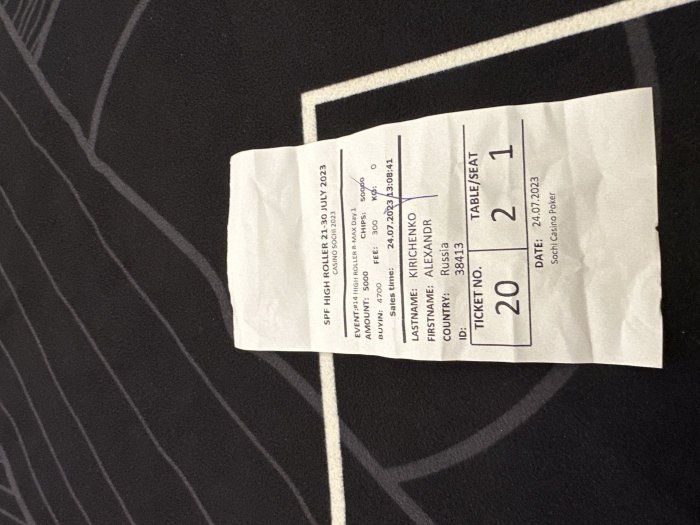 SPF HIGH ROLLER 21-30 JULY 2023
CASINO SOCHI 2023
EVENT:#14 HIGH ROLLER 8-MAX Day 1
AMOUNT: 5000 CHIPS: 50000
BUYIN: 4700 FEE: 300 KO: 0
Sales time: 24.07.2023 13:08:41
LASTNAME: KIRICHENKO
FIRSTNAME: ALEXANDR
COUNTRY: Russia
ID: 38413
TICKET NO. TABLE/SEAT
20 2 1
DATE: 24.07.2023
Sochi Casino Poker